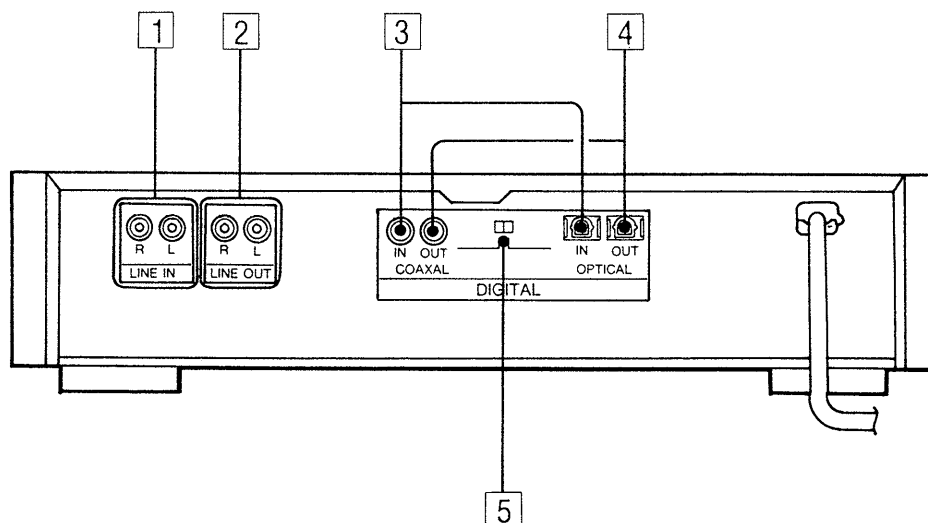 1 2 3 4
R L R L
LINE IN LINE OUT
IN OUT IN OUT
COAXAL OPTICAL
DIGITAL
5